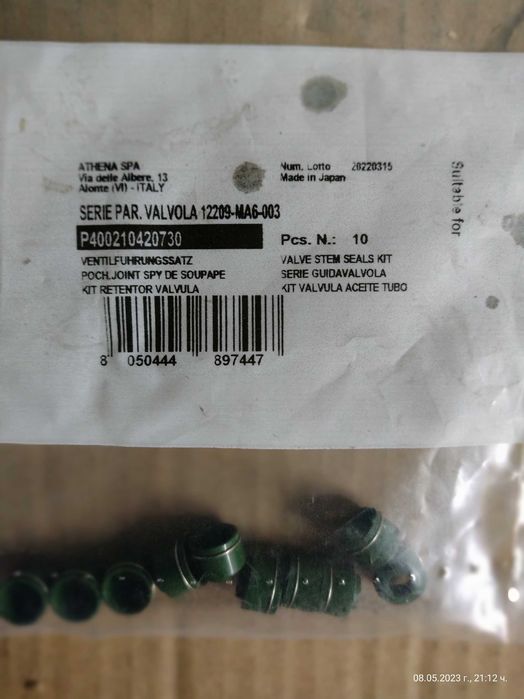 ATHENA SPA
Via delle Albere, 13
Alonte (VI) - ITALY
Num. Lotto 20220315
Made in Japan
Suitable for
SERIE PAR. VALVOLA 12209-MA6-003
P400210420730
Pcs. N.: 10
VENTILFUHRUNGSSATZ
POCH.JOINT SPY DE SOUPAPE
KIT RETENTOR VALVULA
VALVE STEM SEALS KIT
SERIE GUIDAVALVOLA
KIT VALVULA ACEITE TUBO
8 050444 897447
08.05.2023 г., 21:12 ч.